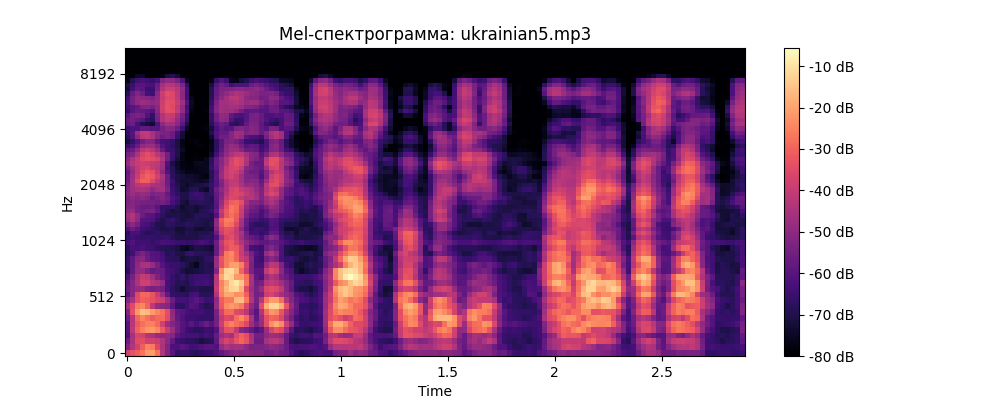 Mel-спектрограмма: ukrainian5.mp3
8192
4096
2048
1024
512
0
Hz
0
0.5
1
1.5
2
2.5
Time
-10 dB
-20 dB
-30 dB
-40 dB
-50 dB
-60 dB
-70 dB
-80 dB